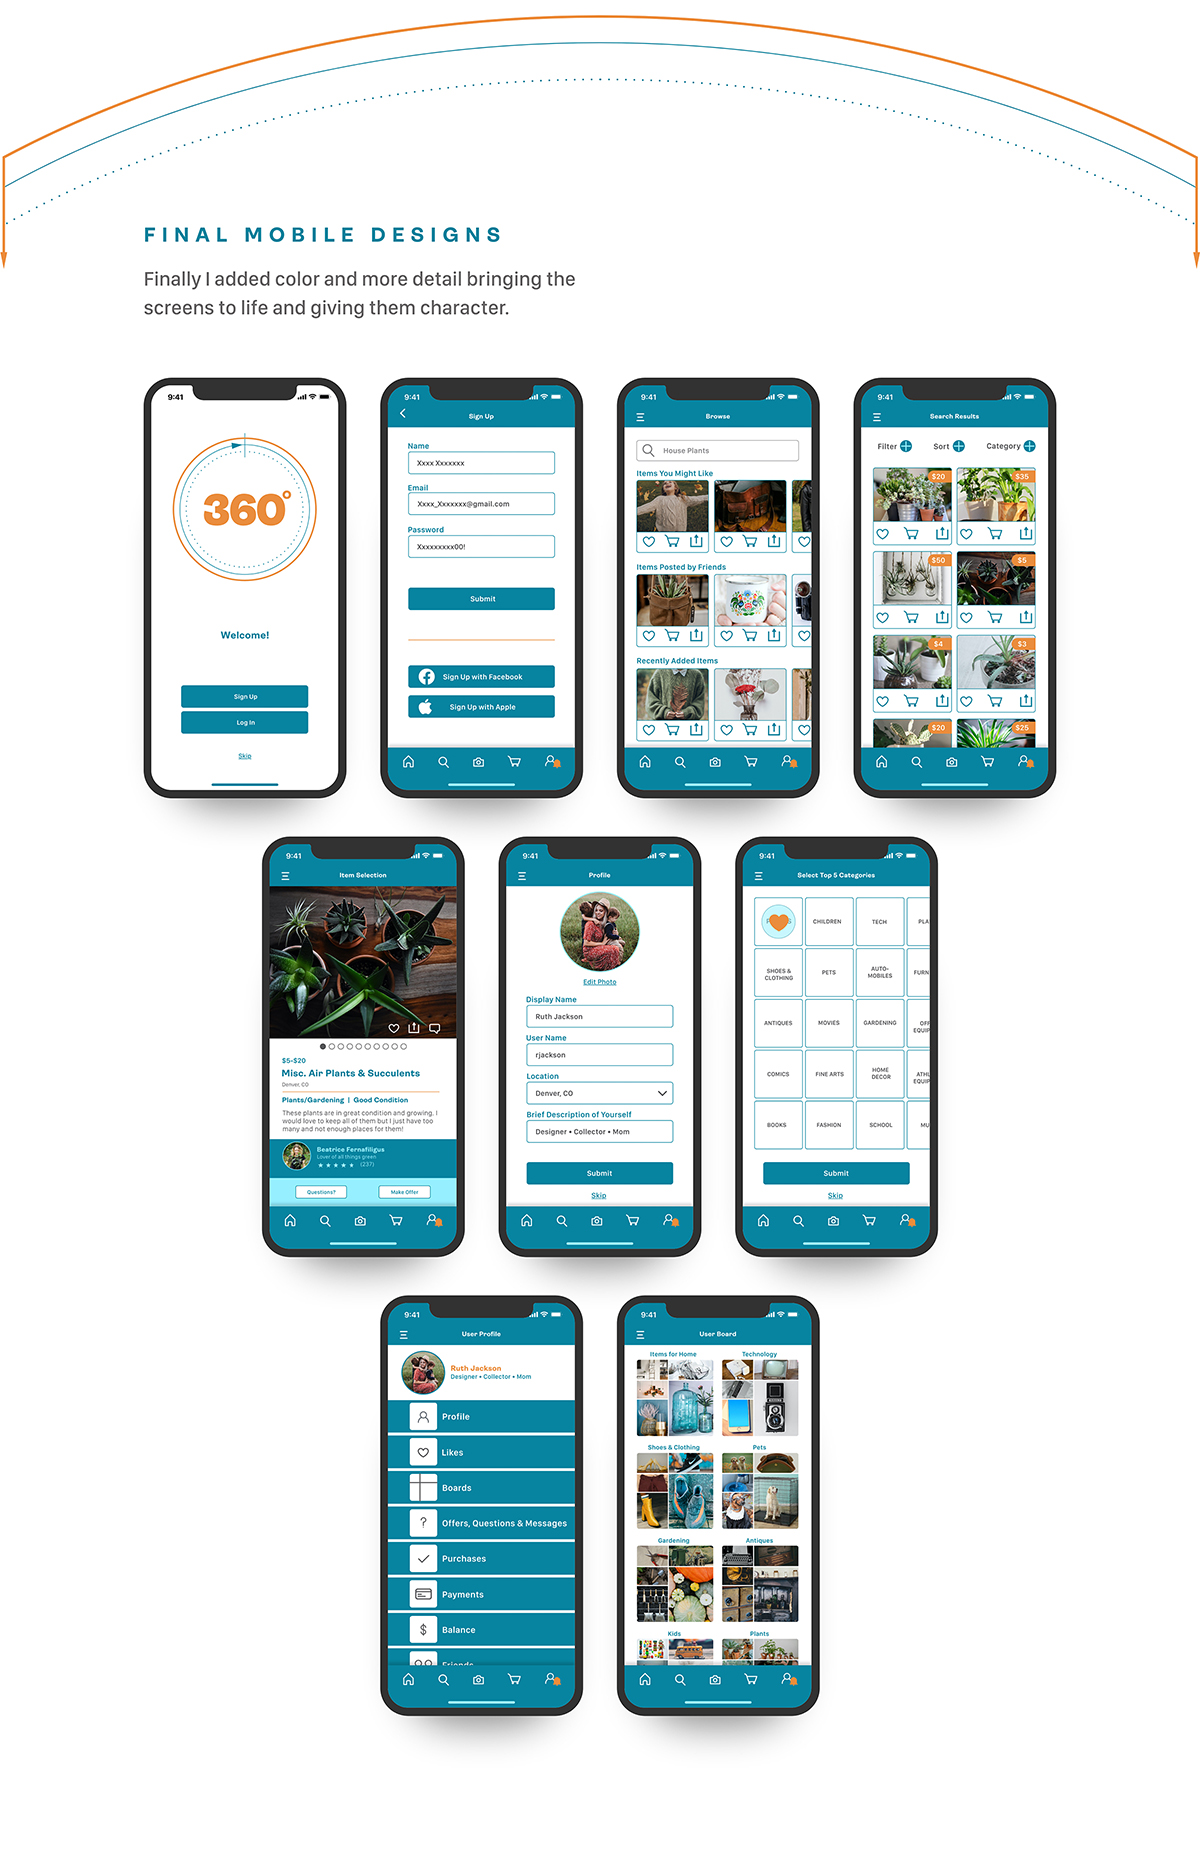 FINAL MOBILE DESIGNS
Finally I added color and more detail bringing the
screens to life and giving them character.
9:41
360°
Welcome!
Sign Up
Log In
Skip
9:41
Sign Up
Name
Xxxx Xxxxxxx
Email
Xxxx_Xxxxxxx@gmail.com
Password
Xxxxxxxxx00!
Submit
Sign Up with Facebook
Sign Up with Apple
9:41
Browse
House Plants
Items You Might Like
Items Posted by Friends
Recently Added Items
9:41
Search Results
Filter Sort Category
$20 $35
$50 $5
$4 $3
$20 $25
9:41
Item Selection
$5-$20
Misc. Air Plants & Succulents
Denver, CO
Plants/Gardening | Good Condition
These plants are in great condition and growing. I
would love to keep all of them but I just have too
many and not enough places for them!
Beatrice Fernafiligus
Lover of all things green
(237)
Questions? Make Offer
9:41
Profile
Edit Photo
Display Name
Ruth Jackson
User Name
rjackson
Location
Denver, CO
Brief Description of Yourself
Designer • Collector • Mom
Submit
Skip
9:41
Select Top 5 Categories
CHILDREN TECH PLA
SHOES &
CLOTHING
PETS
AUTO-
MOBILES
FURN
ANTIQUES MOVIES GARDENING
OFF
EQUIP
COMICS FINE ARTS
HOME
DECOR
ATHL
EQUIP
BOOKS FASHION SCHOOL MU
Submit
Skip
9:41
User Profile
Ruth Jackson
Designer • Collector • Mom
Profile
Likes
Boards
? Offers, Questions & Messages
Purchases
Payments
$ Balance
Friends
9:41
User Board
Items for Home Technology
Shoes & Clothing Pets
Gardening Antiques
Kids Plants